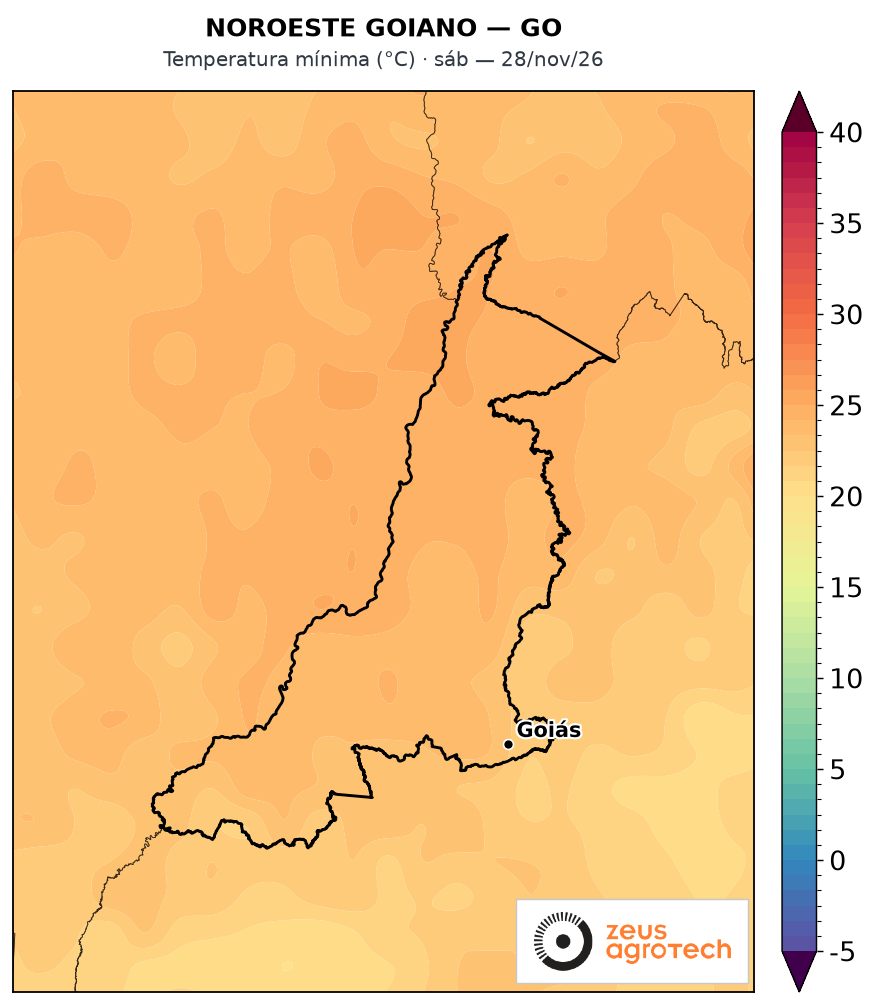 NOROESTE GOIANO — GO
Temperatura mínima (°C) · sáb — 28/nov/26
40
35
30
25
20
15
10
5
0
-5
Goiás
zeus
agrotech